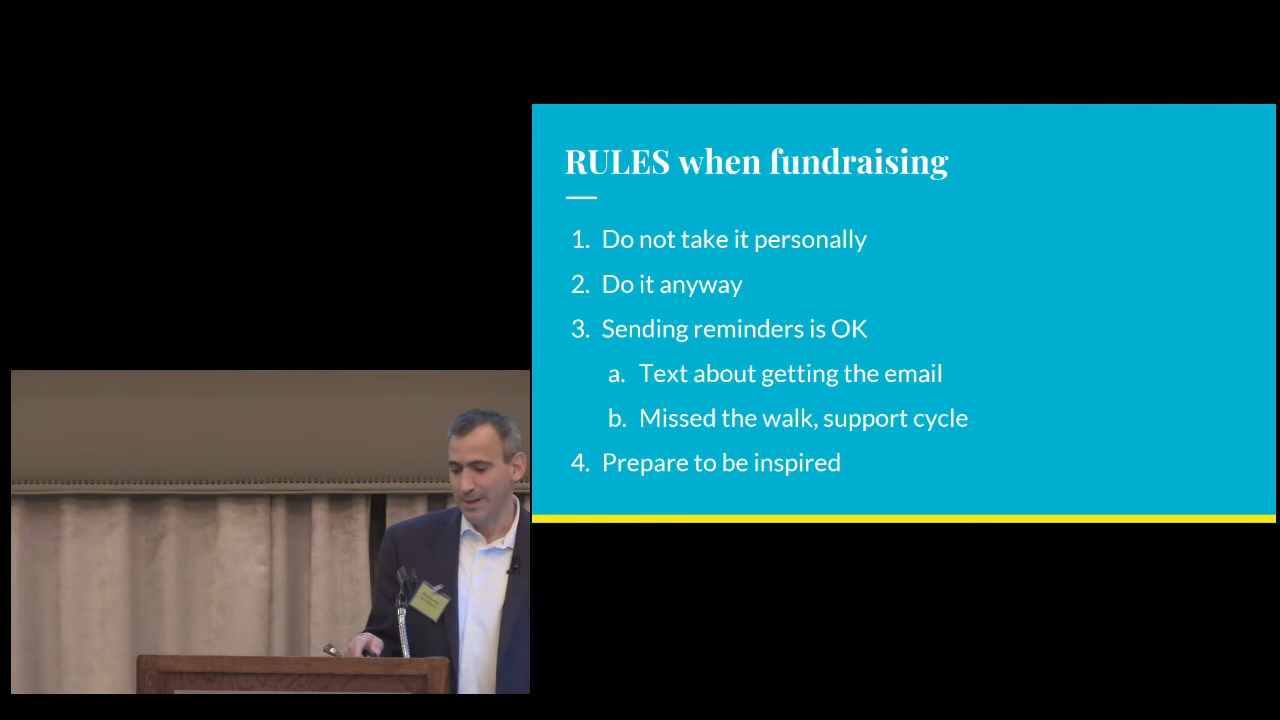 RULES when fundraising
1. Do not take it personally
2. Do it anyway
3. Sending reminders is OK
a. Text about getting the email
b. Missed the walk, support cycle
4. Prepare to be inspired